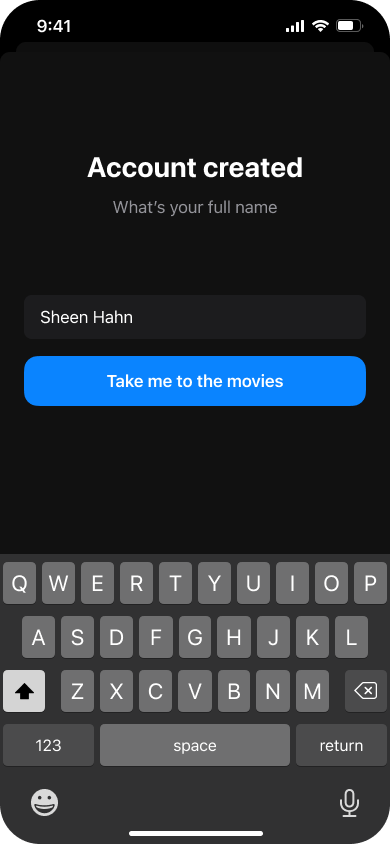 9:41
Account created
What’s your full name
Sheen Hahn
Take me to the movies
Q W E R T Y U I O P
A S D F G H J K L
Z X C V B N M
123 space return